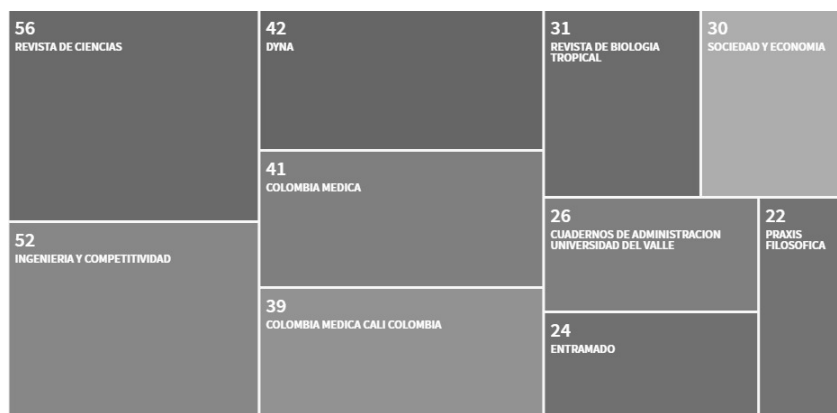 56
REVISTA DE CIENCIAS
52
INGENIERIA Y COMPETITIVIDAD
42
DYNA
41
COLOMBIA MEDICA
39
COLOMBIA MEDICA CALI COLOMBIA
31
REVISTA DE BIOLOGIA
TROPICAL
30
SOCIEDAD Y ECONOMIA
26
CUADERNOS DE ADMINISTRACION
UNIVERSIDAD DEL VALLE
24
ENTRAMADO
22
PRAXIS
FILOSOFICA